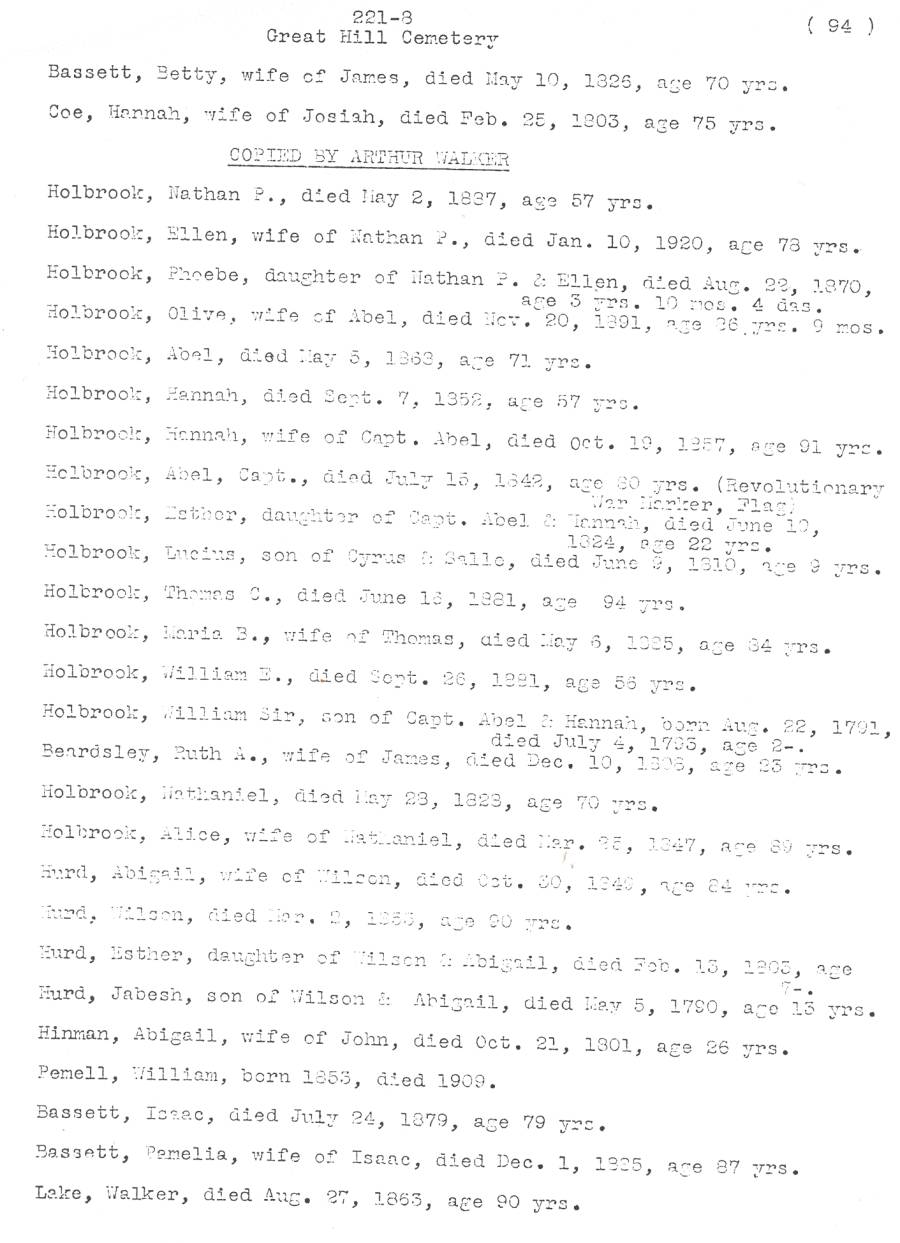 221-8
( 94 )
Great Hill Cemetery
Bassett, Betty, wife of James, died May 10, 1826, age 70 yrs.
Coe, Hannah, wife of Josiah, died Feb. 25, 1803, age 75 yrs.
COPIED BY ARTHUR WALKER
Holbrook, Nathan P., died May 2, 1887, age 57 yrs.
Holbrook, Ellen, wife of Nathan P., died Jan. 10, 1920, age 78 yrs.
Holbrook, Phoebe, daughter of Nathan P. & Ellen, died Aug. 22, 1870,
age 3 yrs. 10 mos. 4 das.
Holbrook, Olive, wife of Abel, died Nov. 20, 1891, age yrs. 9 mos.
Holbrook, Abel, died May 5, 1863, age 71 yrs.
Holbrook, Hannah, died Sept. 7, 1852, age 57 yrs.
Holbrook, Hannah, wife of Capt. Abel, died Oct. 19, 1857, age 91 yrs.
Holbrook, Abel, Capt., died July 15, 1842, age 80 yrs. (Revolutionary
War Marker, Flag)
Holbrook, Esther, daughter of Capt. Abel & Hannah, died June 10,
1824, age 22 yrs.
Holbrook, Lucius, son of Cyrus & Salle, died June 9, 1810, age 9 yrs.
Holbrook, Thomas C., died June 16, 1881, age 94 yrs.
Holbrook, Maria B., wife of Thomas, died May 6, age 84 yrs.
Holbrook, William E., died Sept. 26, 1881, age 56 yrs.
Holbrook, William Sir, son of Capt. Abel & Hannah, born Aug. 22, 1791,
died July 4, 1793, age 2-.
Beardsley, Ruth A., wife of James, died Dec. 10, age 23 yrs.
Holbrook, Nathaniel, died May 28, 1828, age 70 yrs.
Holbrook, Alice, wife of Nathaniel, died Mar. 25, 1847, age 89 yrs.
Hurd, Abigail, wife of Wilson, died Oct. 30, age 84 yrs.
Hurd, Wilson, died Mar. 2, age 90 yrs.
Hurd, Esther, daughter of Wilson & Abigail, died Feb. 13, 1803, age
7-.
Hurd, Jabesh, son of Wilson & Abigail, died May 5, 1790, age 13 yrs.
Hinman, Abigail, wife of John, died Oct. 21, 1801, age 26 yrs.
Pemell, William, born 1853, died 1909.
Bassett, Isaac, died July 24, 1879, age 79 yrs.
Bassett, Pamelia, wife of Isaac, died Dec. 1, age 87 yrs.
Lake, Walker, died Aug. 27, 1863, age 90 yrs.